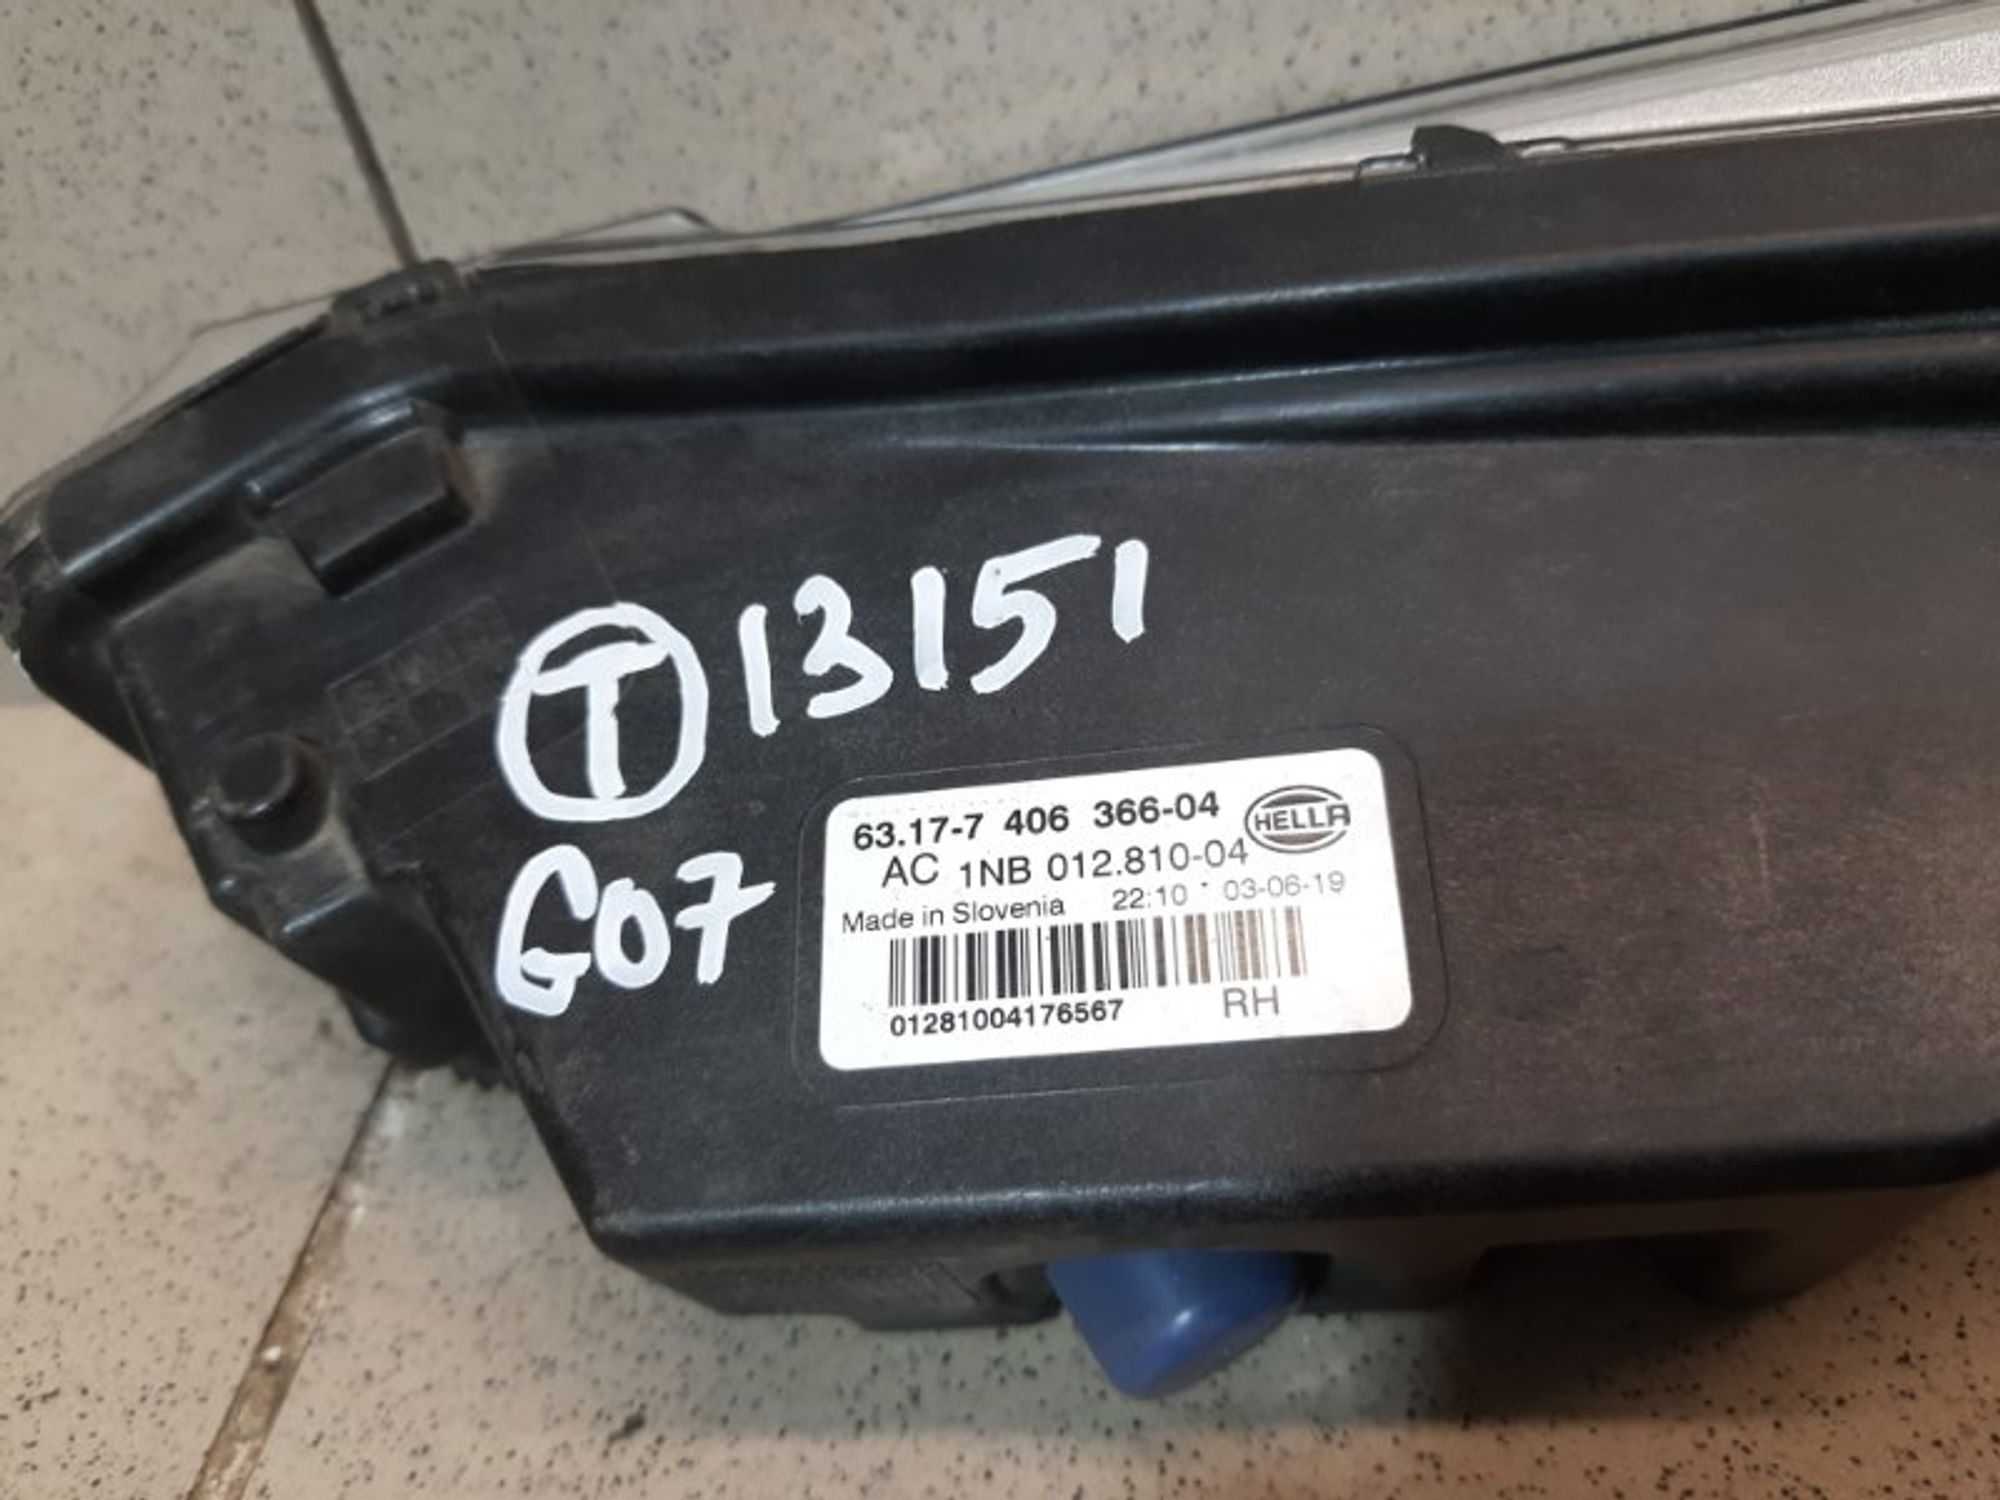 T 13151
G07
63.17-7 406 366-04
HELLA
AC 1NB 012.810-04
Made in Slovenia 22:10 * 03-06-19
01281004176567 RH